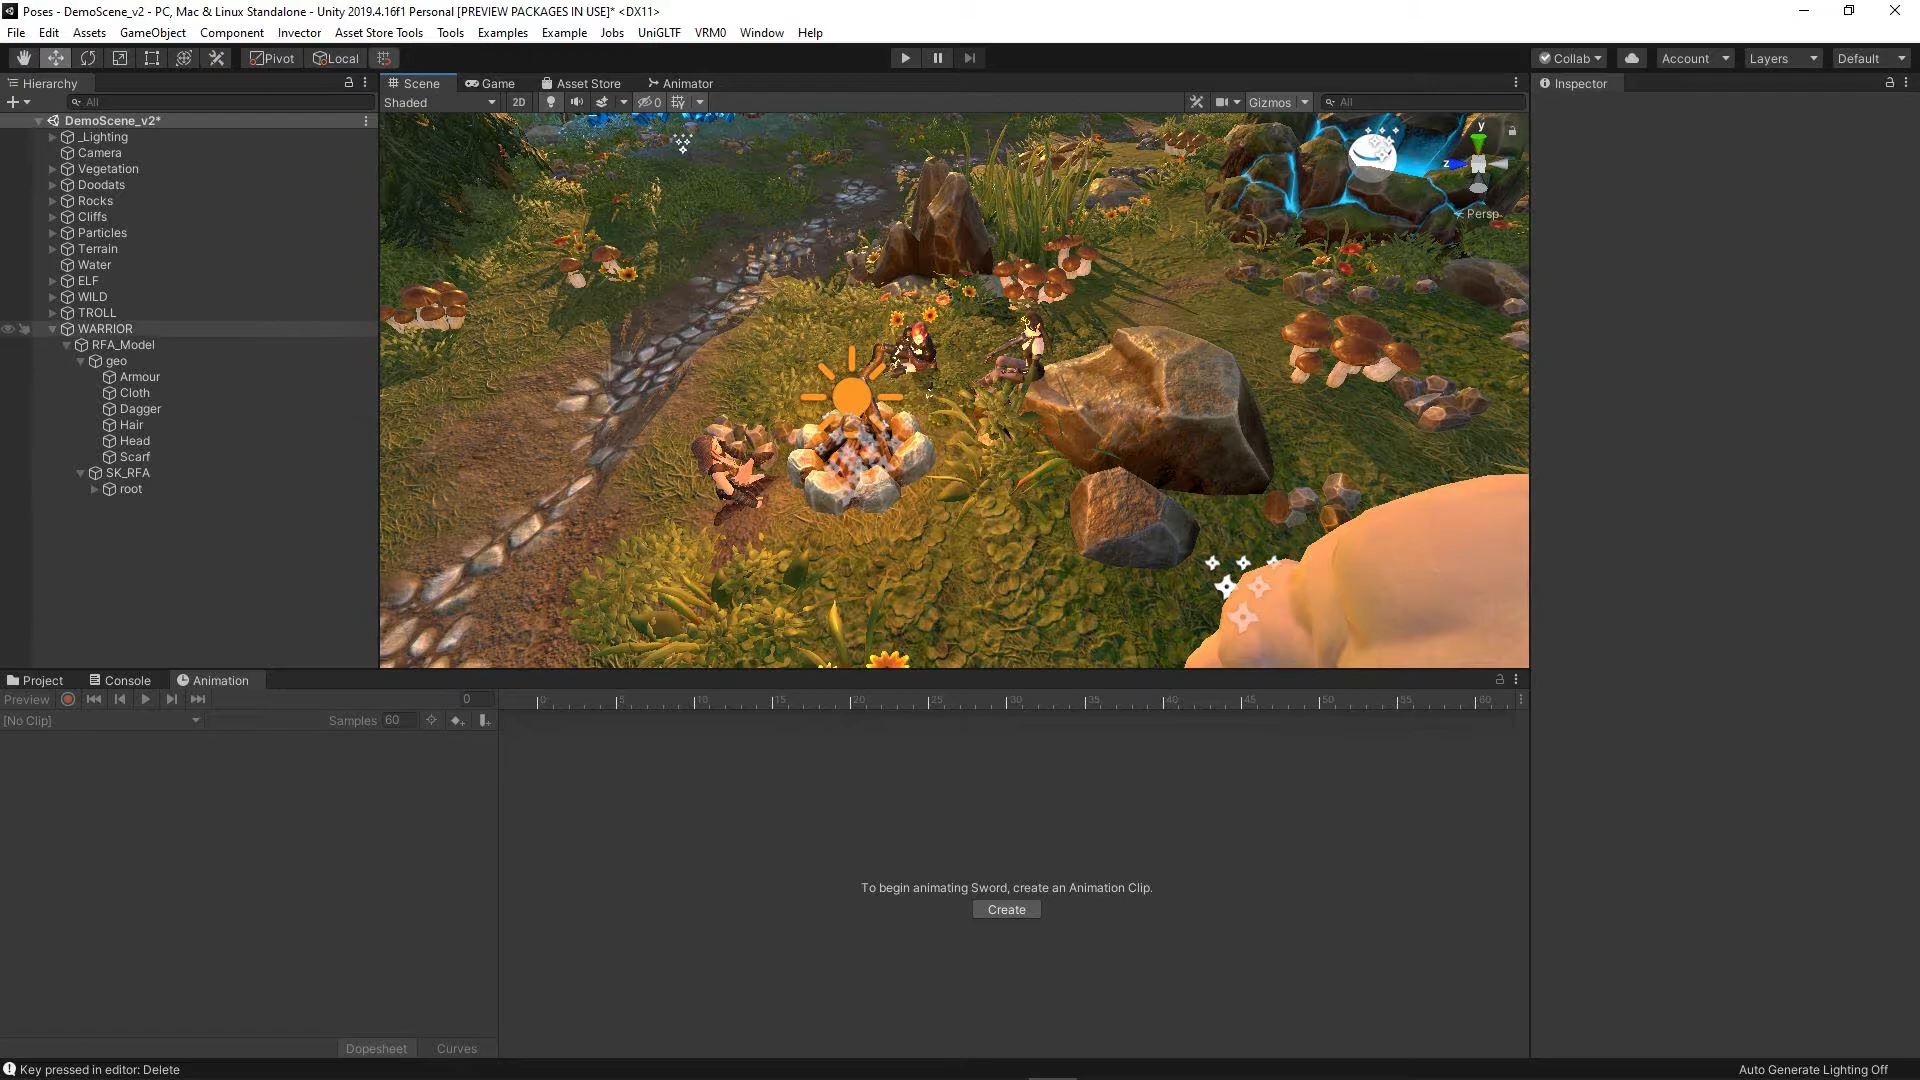 Poses - DemoScene_v2 - PC, Mac & Linux Standalone - Unity 2019.4.16f1 Personal [PREVIEW PACKAGES IN USE]* <DX11>
File Edit Assets GameObject Component Invector Asset Store Tools Tools Examples Example Jobs UniGLTF VRM0 Window Help
Pivot Local Collab Account Layers Default
Hierarchy Scene Game Asset Store Animator Inspector
All Shaded 2D 0 Gizmos All
DemoScene_v2*
_Lighting
Camera
Vegetation
Doodats
Rocks
Cliffs
Particles
Terrain
Water
ELF
WILD
TROLL
WARRIOR
RFA_Model
geo
Armour
Cloth
Dagger
Hair
Head
Scarf
SK_RFA
root
y
z
Persp
Project Console Animation
Preview 0 0 5 10 15 20 25 30 35 40 45 50 55 60
[No Clip] Samples 60
To begin animating Sword, create an Animation Clip.
Create
Dopesheet Curves
Key pressed in editor: Delete Auto Generate Lighting Off